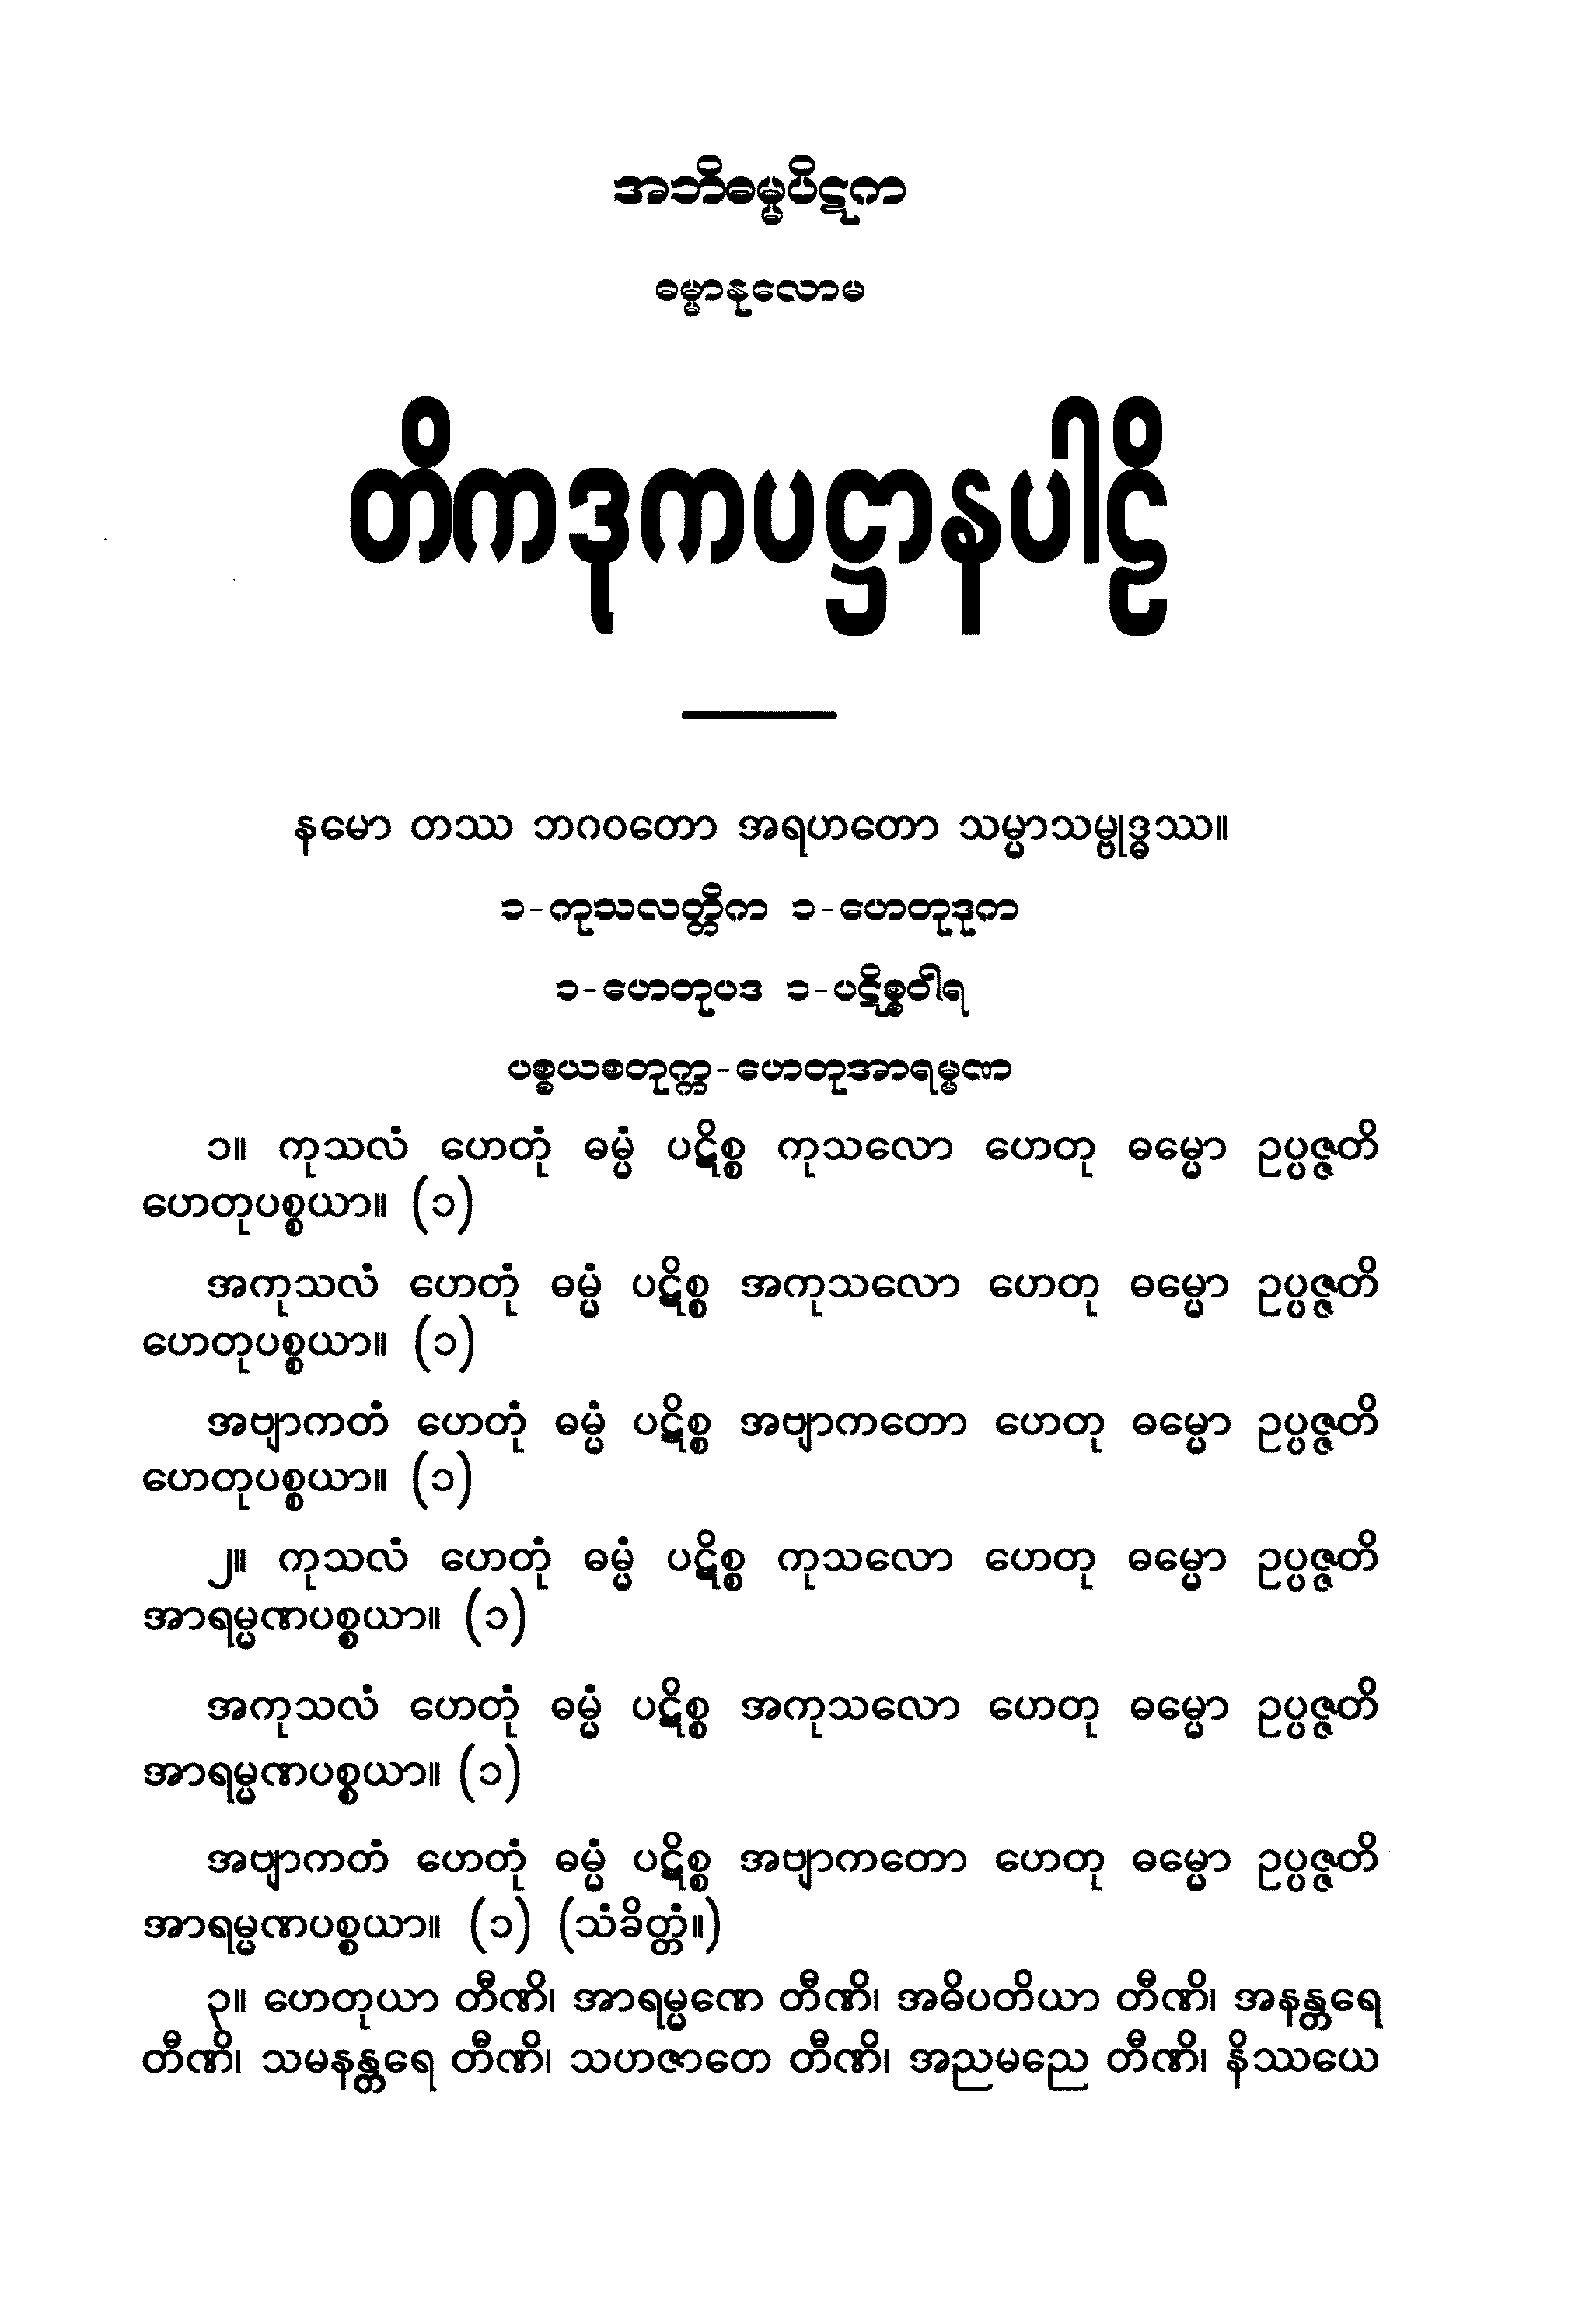 အဘိဓမ္မပိဋက
ဓမ္မာနုလောမ
တိကဒုကပဋ္ဌာနပါဠိ
နမော တဿ ဘဂဝတော အရဟတော သမ္မာသမ္ဗုဒ္ဓဿ။
၁-ကုသလတ္တိက ၁-ဟေတုဒုက
၁-ဟေတုပဒ ၁-ပဋိစ္စဝါရ
ပစ္စယစတုက္က-ဟေတုအာရမ္မဏ
၁။ ကုသလံ ဟေတုံ ဓမ္မံ ပဋိစ္စ ကုသလော ဟေတု ဓမ္မော ဥပ္ပဇ္ဇတိ
ဟေတုပစ္စယာ။ (၁)
အကုသလံ ဟေတုံ ဓမ္မံ ပဋိစ္စ အကုသလော ဟေတု ဓမ္မော ဥပ္ပဇ္ဇတိ
ဟေတုပစ္စယာ။ (၁)
အဗျာကတံ ဟေတုံ ဓမ္မံ ပဋိစ္စ အဗျာကတော ဟေတု ဓမ္မော ဥပ္ပဇ္ဇတိ
ဟေတုပစ္စယာ။ (၁)
၂။ ကုသလံ ဟေတုံ ဓမ္မံ ပဋိစ္စ ကုသလော ဟေတု ဓမ္မော ဥပ္ပဇ္ဇတိ
အာရမ္မဏပစ္စယာ။ (၁)
အကုသလံ ဟေတုံ ဓမ္မံ ပဋိစ္စ အကုသလော ဟေတု ဓမ္မော ဥပ္ပဇ္ဇတိ
အာရမ္မဏပစ္စယာ။ (၁)
အဗျာကတံ ဟေတုံ ဓမ္မံ ပဋိစ္စ အဗျာကတော ဟေတု ဓမ္မော ဥပ္ပဇ္ဇတိ
အာရမ္မဏပစ္စယာ။ (၁) (သံခိတ္တံ။)
၃။ ဟေတုယာ တီဏိ၊ အာရမ္မဏေ တီဏိ၊ အဓိပတိယာ တီဏိ၊ အနန္တရေ
တီဏိ၊ သမနန္တရေ တီဏိ၊ သဟဇာတေ တီဏိ၊ အညမညေ တီဏိ၊ နိဿယေ